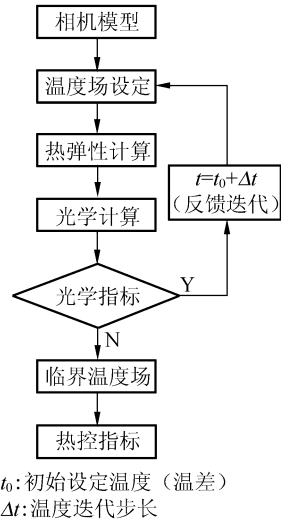 相机模型
温度场设定
热弹性计算
t=t₀+Δt
(反馈迭代)
光学计算
光学指标
Y
N
临界温度场
热控指标
t₀:初始设定温度（温差）
Δt:温度迭代步长